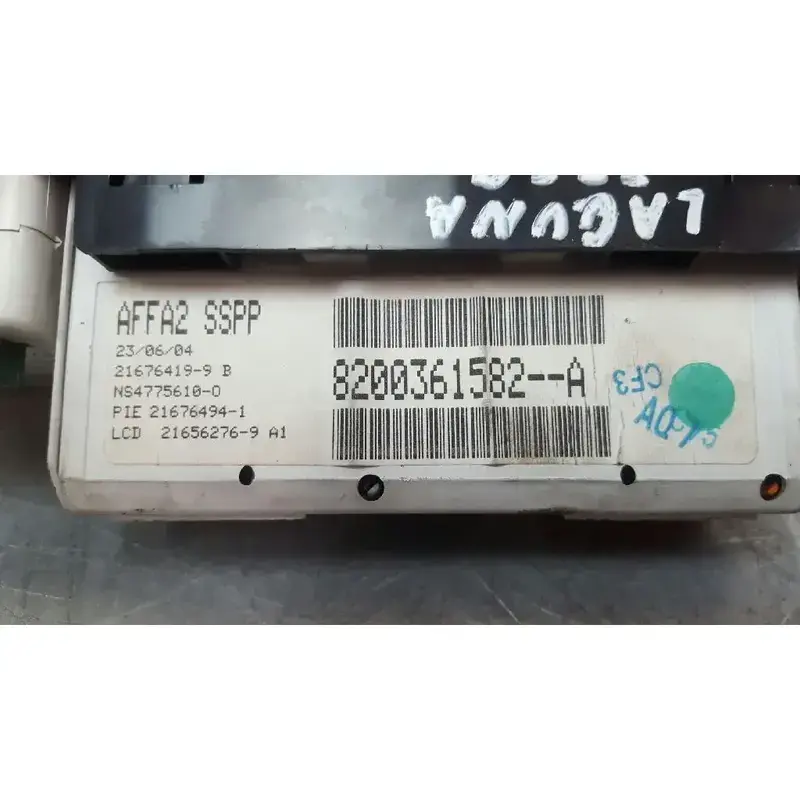 LAGUNA
AFFA2 SSPP
23/06/04
21676419-9 B
NS4775610-0
PIE 21676494-1
LCD 21656276-9 A1
8200361582--A
CF3